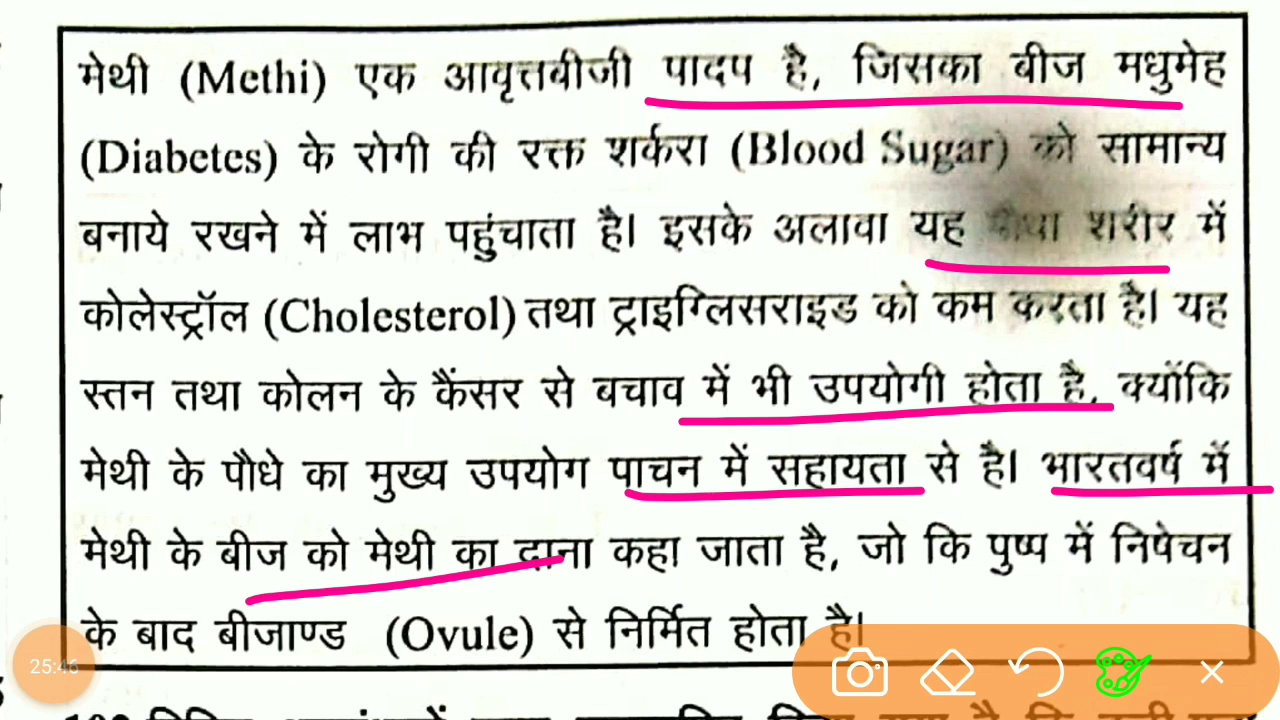 मेथी (Methi) एक आवृत्तबीजी पादप है, जिसका बीज मधुमेह
(Diabetes) के रोगी की रक्त शर्करा (Blood Sugar) को सामान्य
बनाये रखने में लाभ पहुंचाता है। इसके अलावा यह शरीर में
कोलेस्ट्रॉल (Cholesterol) तथा ट्राइग्लिसराइड को कम करता है। यह
स्तन तथा कोलन के कैंसर से बचाव में भी उपयोगी होता है, क्योंकि
मेथी के पौधे का मुख्य उपयोग पाचन में सहायता से है। भारतवर्ष में
मेथी के बीज को मेथी का दाना कहा जाता है, जो कि पुष्प में निषेचन
के बाद बीजाण्ड (Ovule) से निर्मित होता है।
25:46